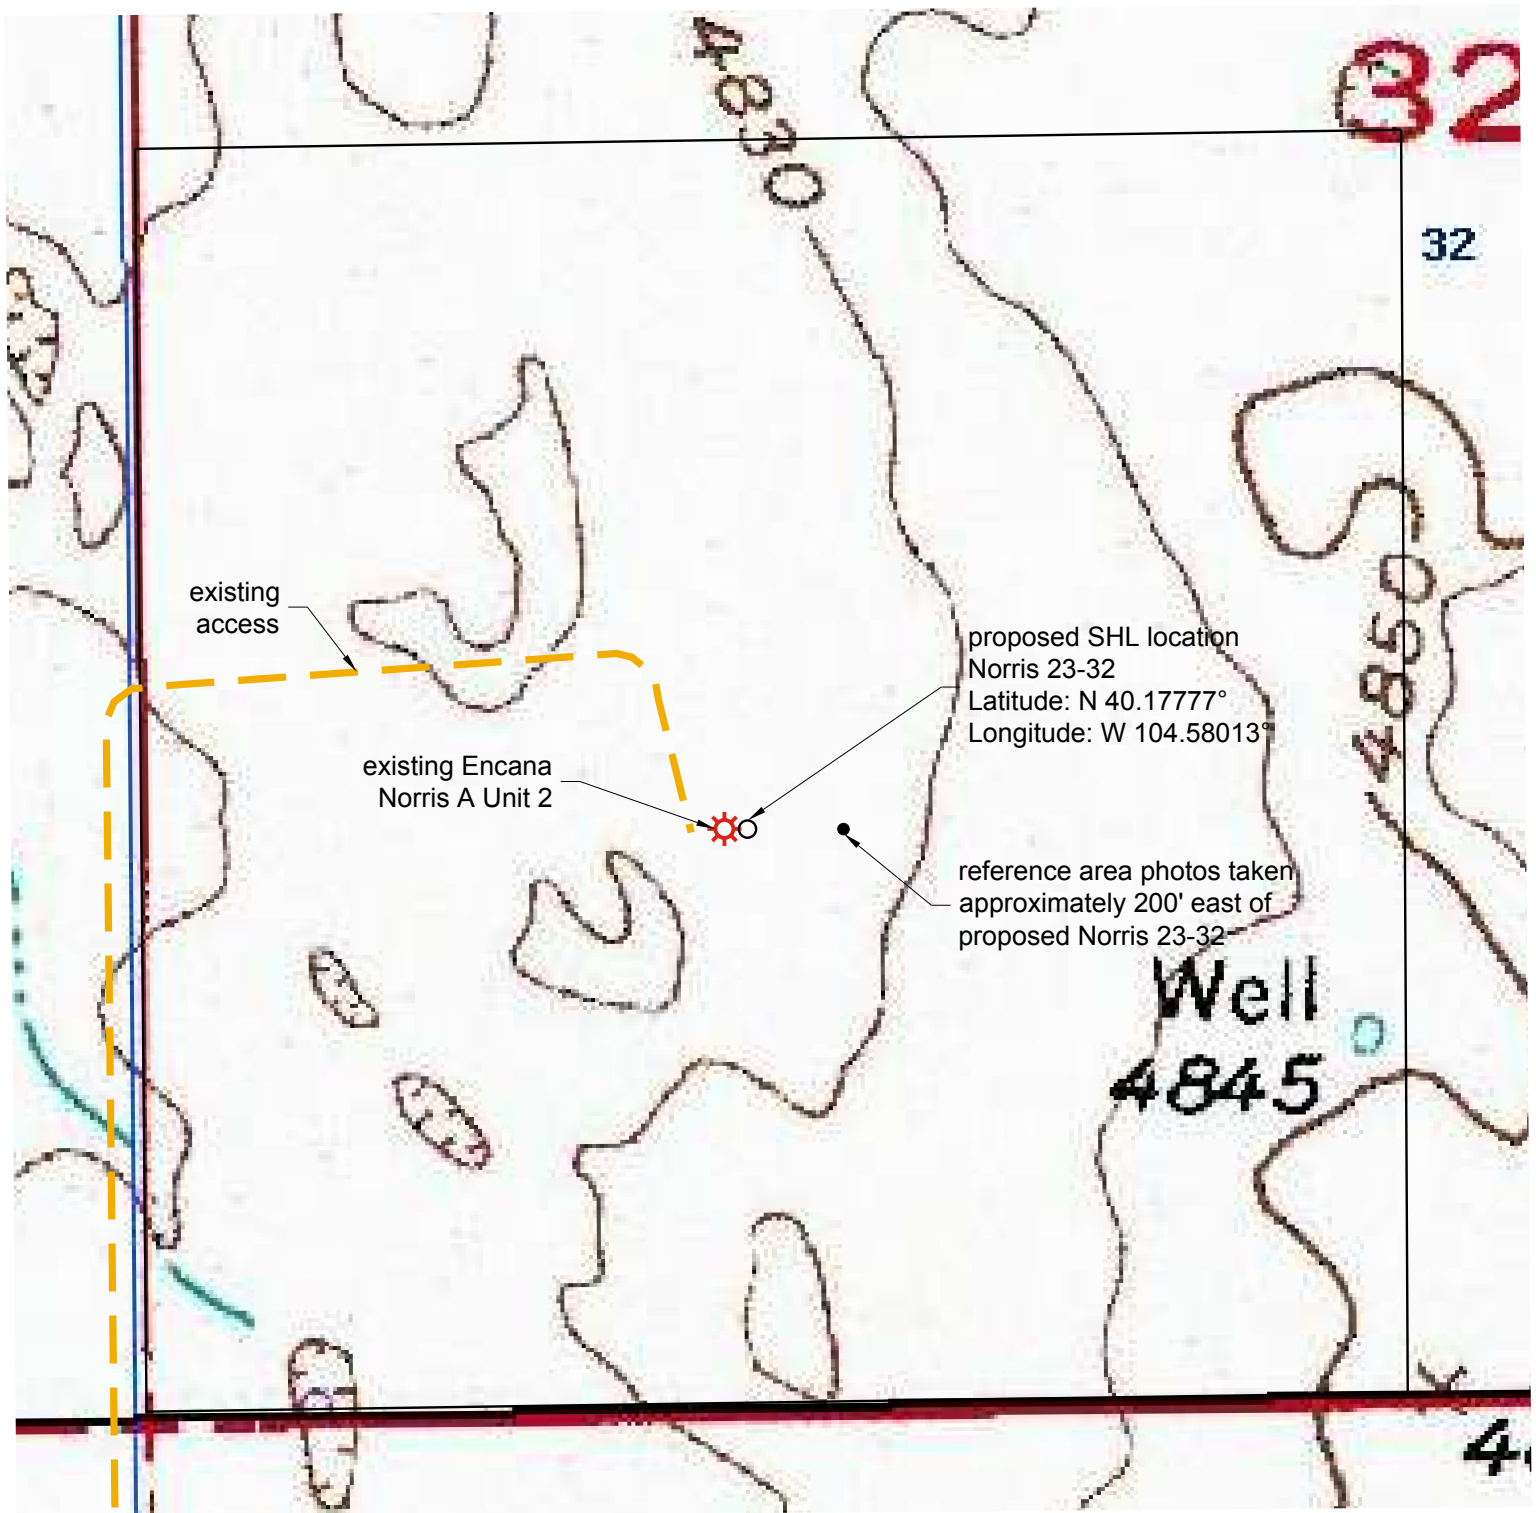 4830
32
32
existing
access
proposed SHL location
Norris 23-32
Latitude: N 40.17777°
Longitude: W 104.58013°
4850
existing Encana
Norris A Unit 2
reference area photos taken
approximately 200' east of
proposed Norris 23-32
Well
4845